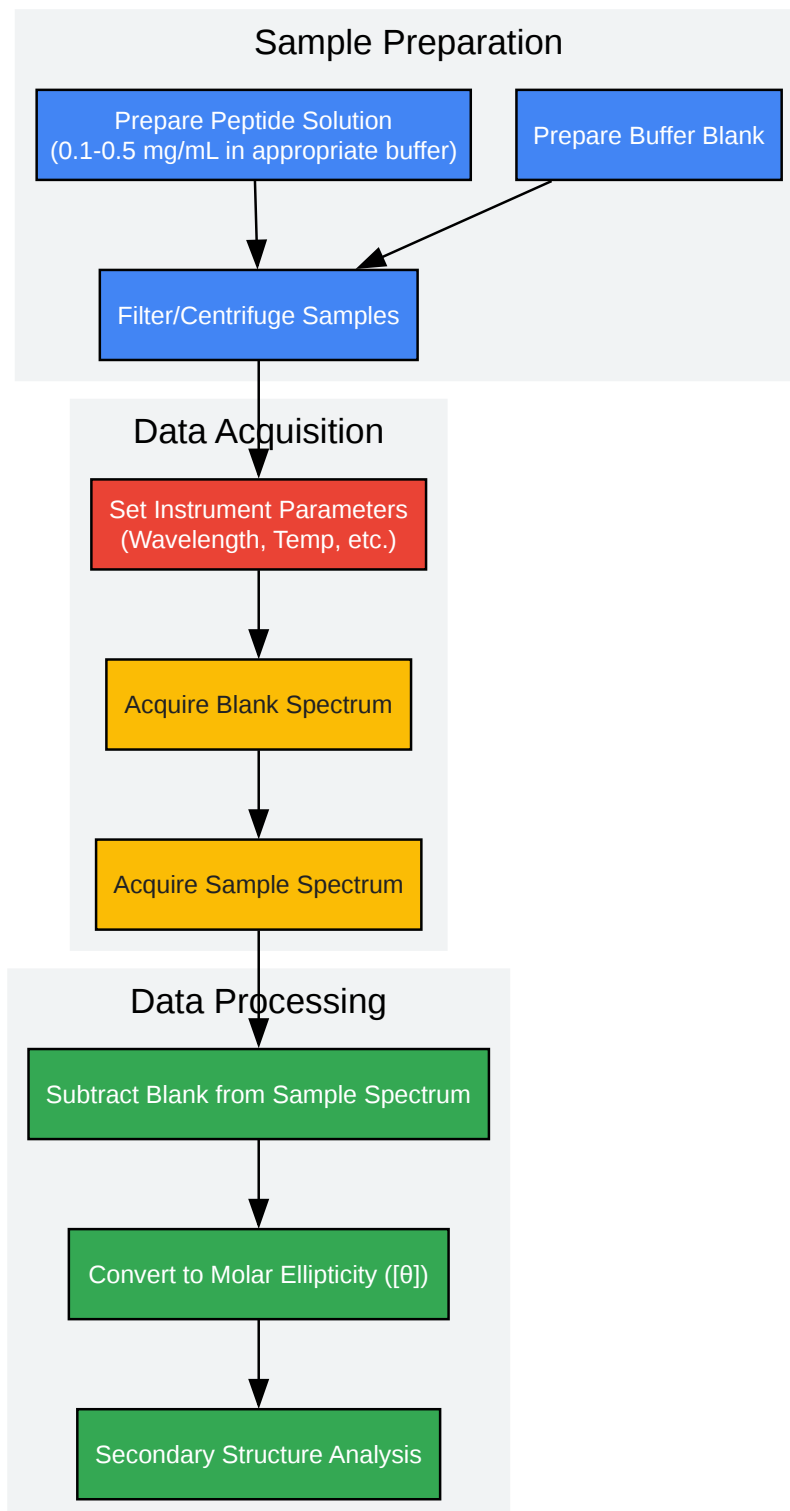 Sample Preparation
Prepare Peptide Solution
(0.1-0.5 mg/mL in appropriate buffer)
Prepare Buffer Blank
Filter/Centrifuge Samples
Data Acquisition
Set Instrument Parameters
(Wavelength, Temp, etc.)
Acquire Blank Spectrum
Acquire Sample Spectrum
Data Processing
Subtract Blank from Sample Spectrum
Convert to Molar Ellipticity ([θ])
Secondary Structure Analysis